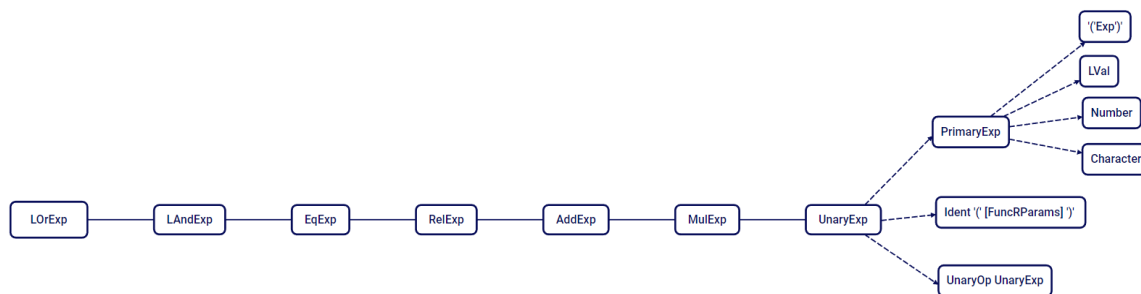 '('Exp')'
LVal
Number
Character
PrimaryExp
LOrExp
LAndExp
EqExp
RelExp
AddExp
MulExp
UnaryExp
Ident '(' [FuncRParams] ')'
UnaryOp UnaryExp